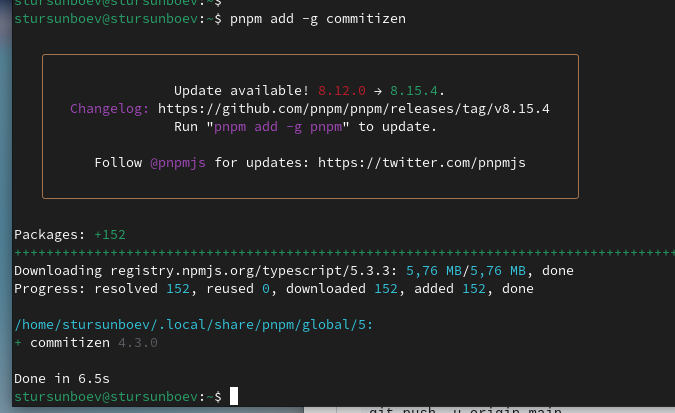 stursunboev@stursunboev:~$
stursunboev@stursunboev:~$ pnpm add -g commitizen
Update available! 8.12.0 → 8.15.4.
Changelog: https://github.com/pnpm/pnpm/releases/tag/v8.15.4
Run "pnpm add -g pnpm" to update.
Follow @pnpmjs for updates: https://twitter.com/pnpmjs
Packages: +152
++++++++++++++++++++++++++++++++++++++++++++++++++++++++++++++++++++++++++++++++++++
Downloading registry.npmjs.org/typescript/5.3.3: 5,76 MB/5,76 MB, done
Progress: resolved 152, reused 0, downloaded 152, added 152, done
/home/stursunboev/.local/share/pnpm/global/5:
+ commitizen 4.3.0
Done in 6.5s
stursunboev@stursunboev:~$
git push -u origin main